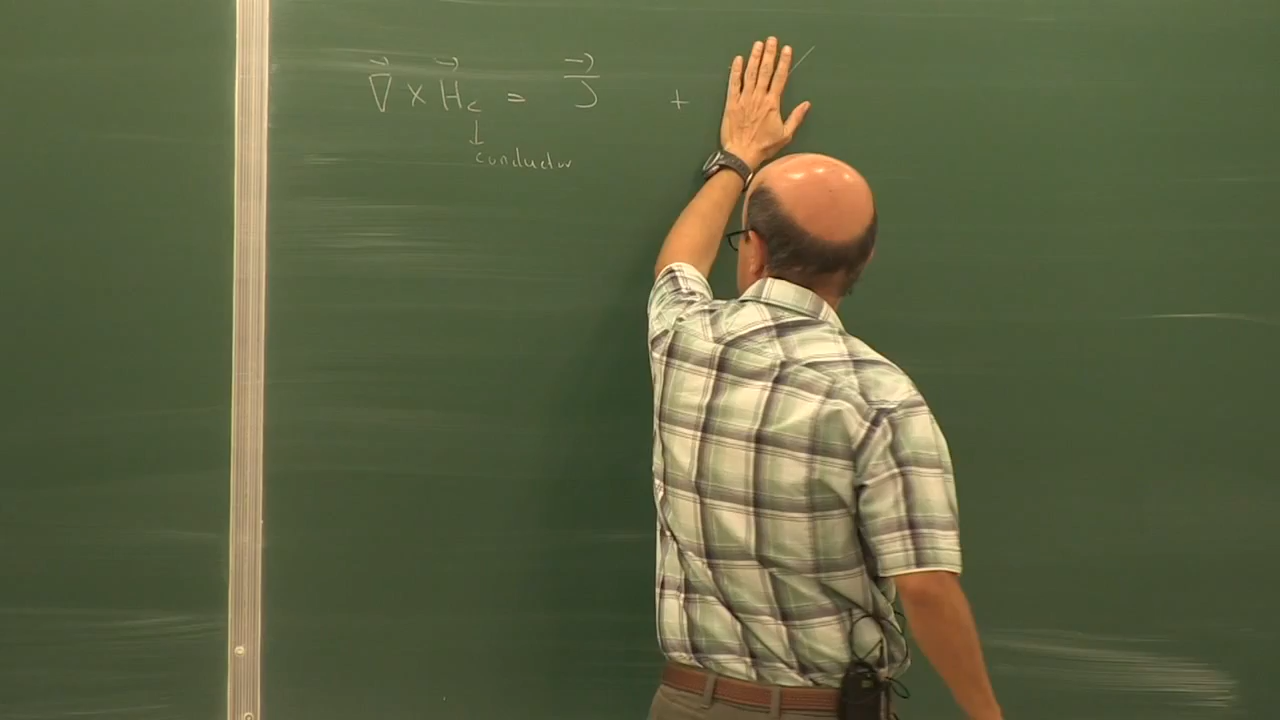 ∇⃗ × H⃗c = J⃗ +
↓
conductor